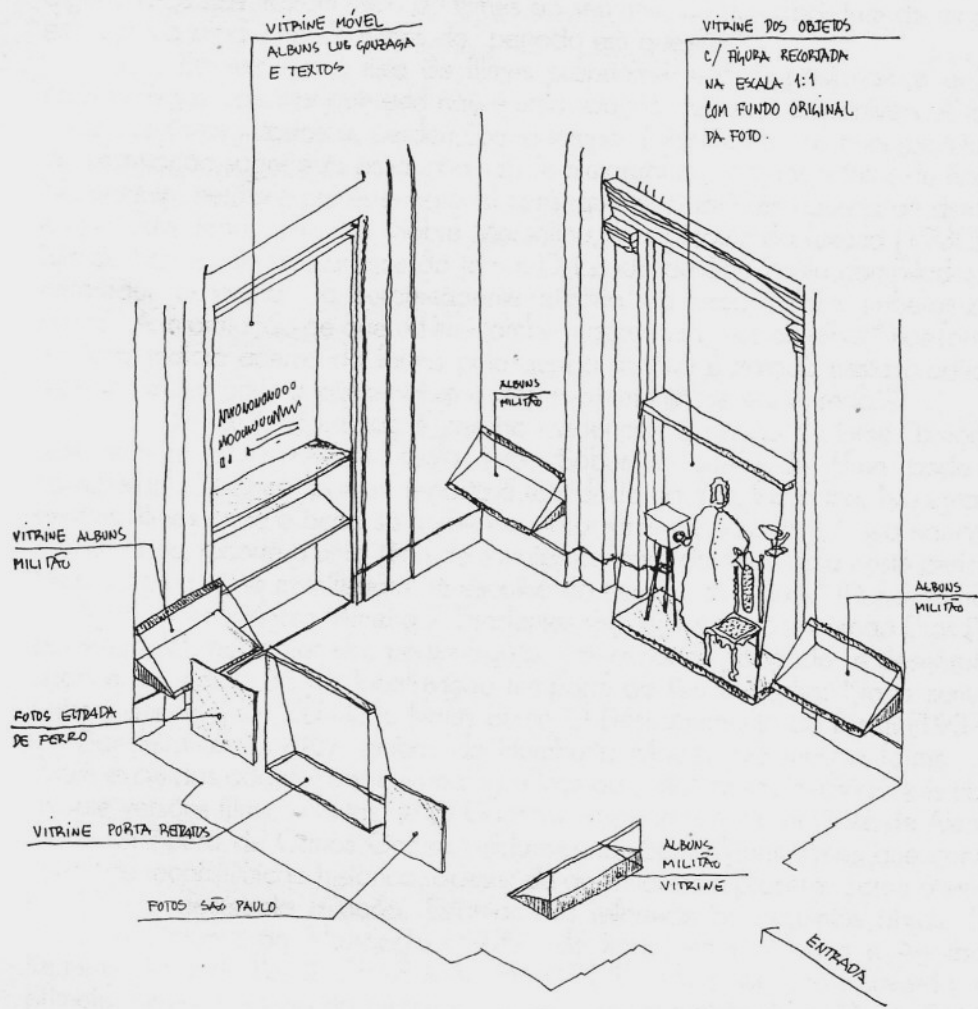 VITRINE MÓVEL
ALBUNS LUIS GONZAGA
E TEXTOS
VITRINE DOS OBJETOS
C/ FIGURA RECORTADA
NA ESCALA 1:1
COM FUNDO ORIGINAL
DA FOTO.
ALBUNS
MILITÃO
VITRINE ALBUNS
MILITÃO
ALBUNS
MILITÃO
FOTOS ESTRADA
DE FERRO
VITRINE PORTA RETRATOS
FOTOS SÃO PAULO
ALBUNS
MILITÃO
VITRINE
ENTRADA